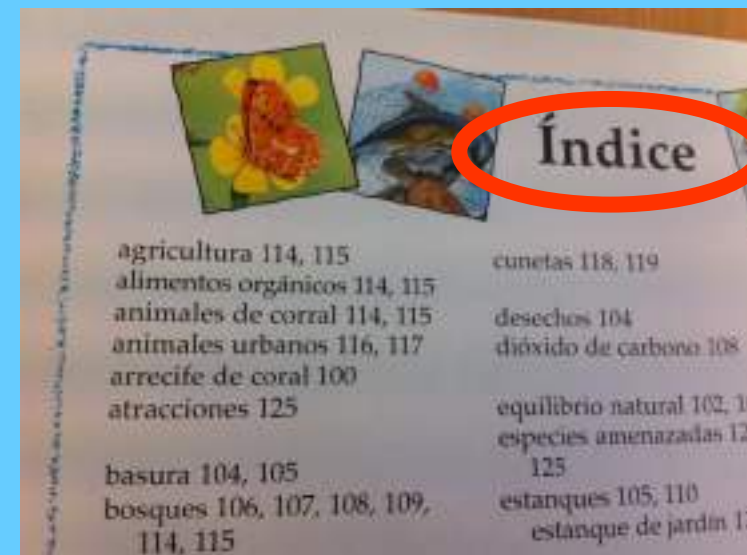 Índice
agricultura 114, 115
alimentos orgánicos 114, 115
animales de corral 114, 115
animales urbanos 116, 117
arrecife de coral 100
atracciones 125
basura 104, 105
bosques 106, 107, 108, 109,
114, 115
cunetas 118, 119
desechos 104
dióxido de carbono 108
equilibrio natural 102,
especies amenazadas
125
estanques 105, 110
estanque de jardín